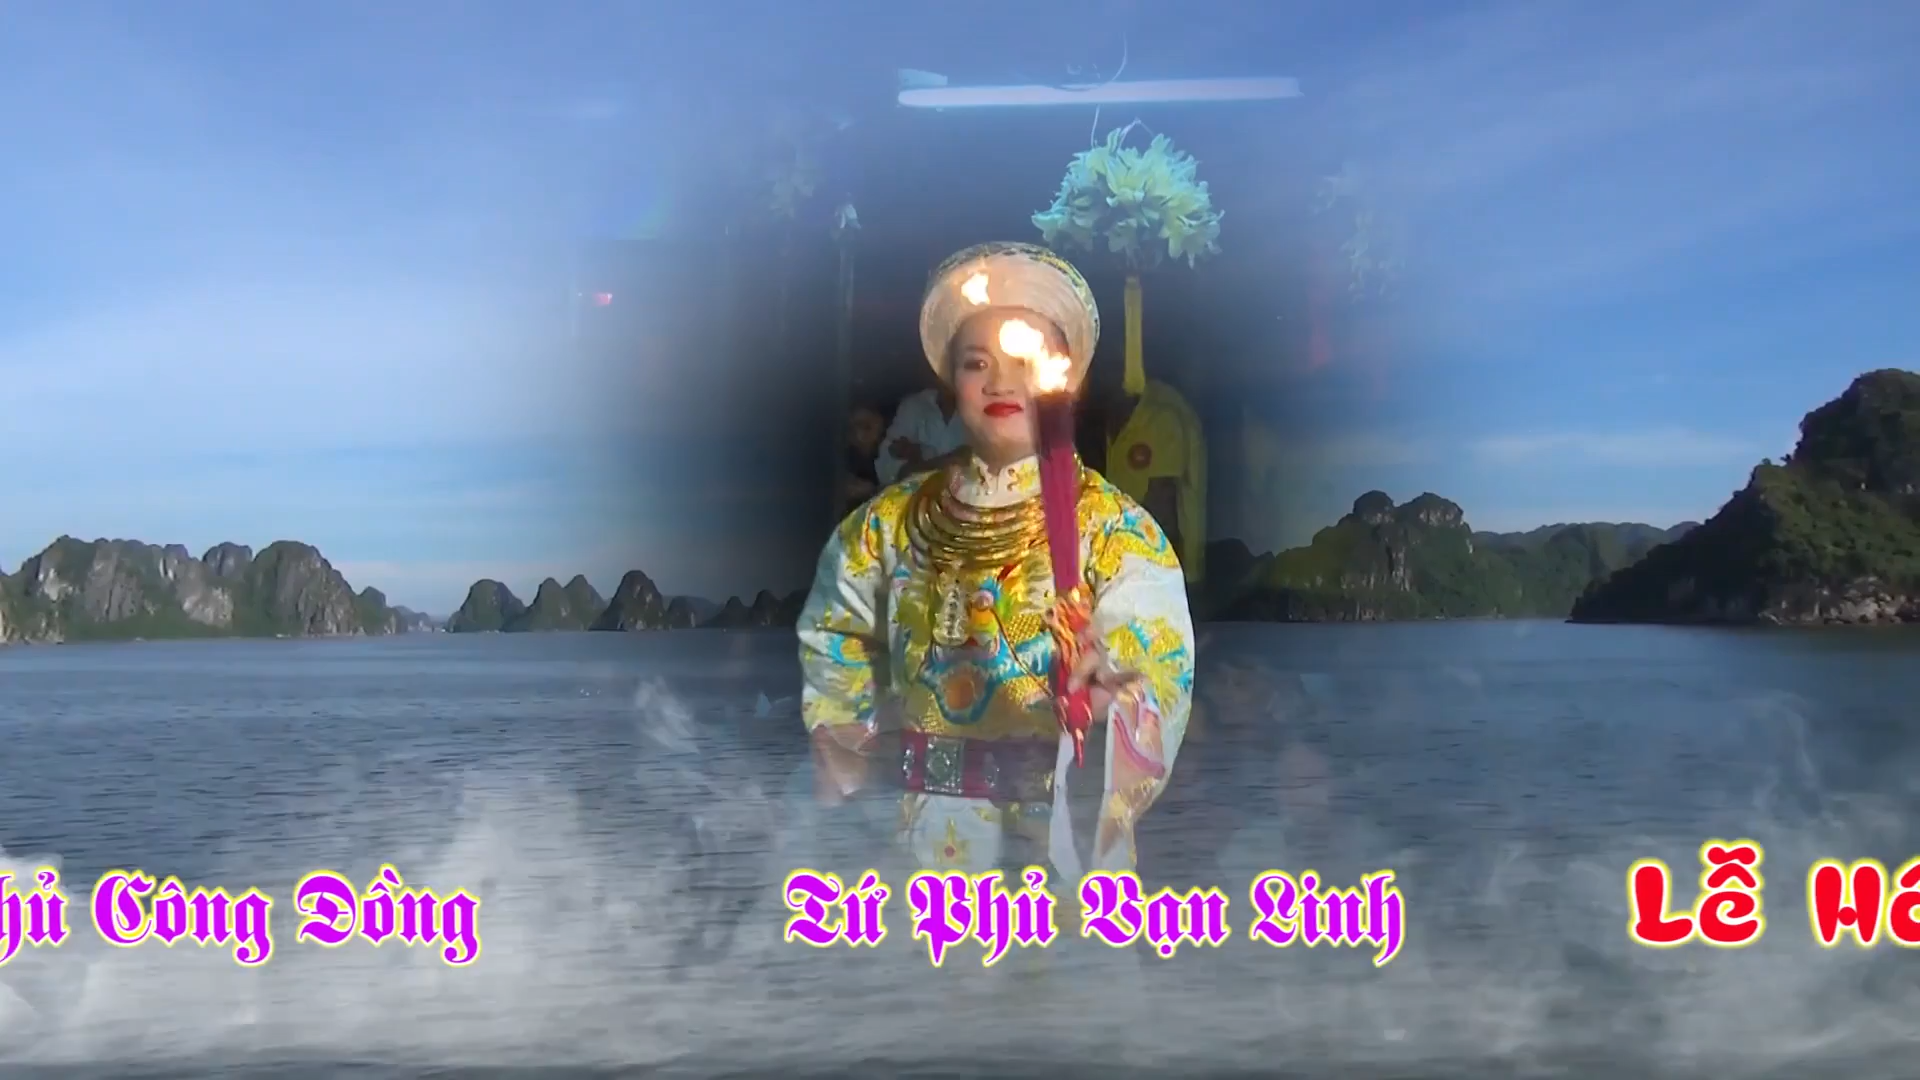 Công Đồng
Tứ Phủ Vạn Linh
Lễ